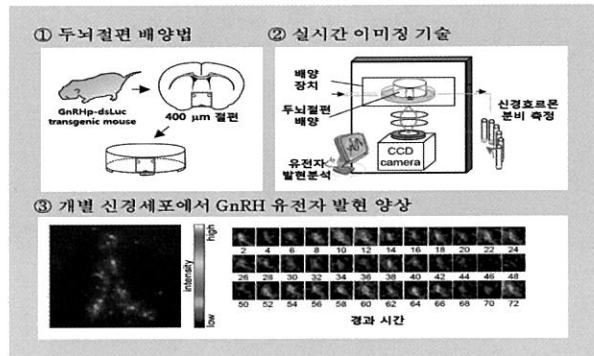 ① 두뇌절편 배양법
② 실시간 이미징 기술
GnRHp-dsLuc
transgenic mouse
400 μm 절편
배양
장치
두뇌절편
배양
유전자
발현분석
CCD
camera
신경호르몬
분비 측정
③ 개별 신경세포에서 GnRH 유전자 발현 양상
high
intensity
low
2 4 6 8 10 12 14 16 18 20 22 24
26 28 30 32 34 36 38 40 42 44 46 48
50 52 54 56 58 60 62 64 66 68 70 72
경과 시간